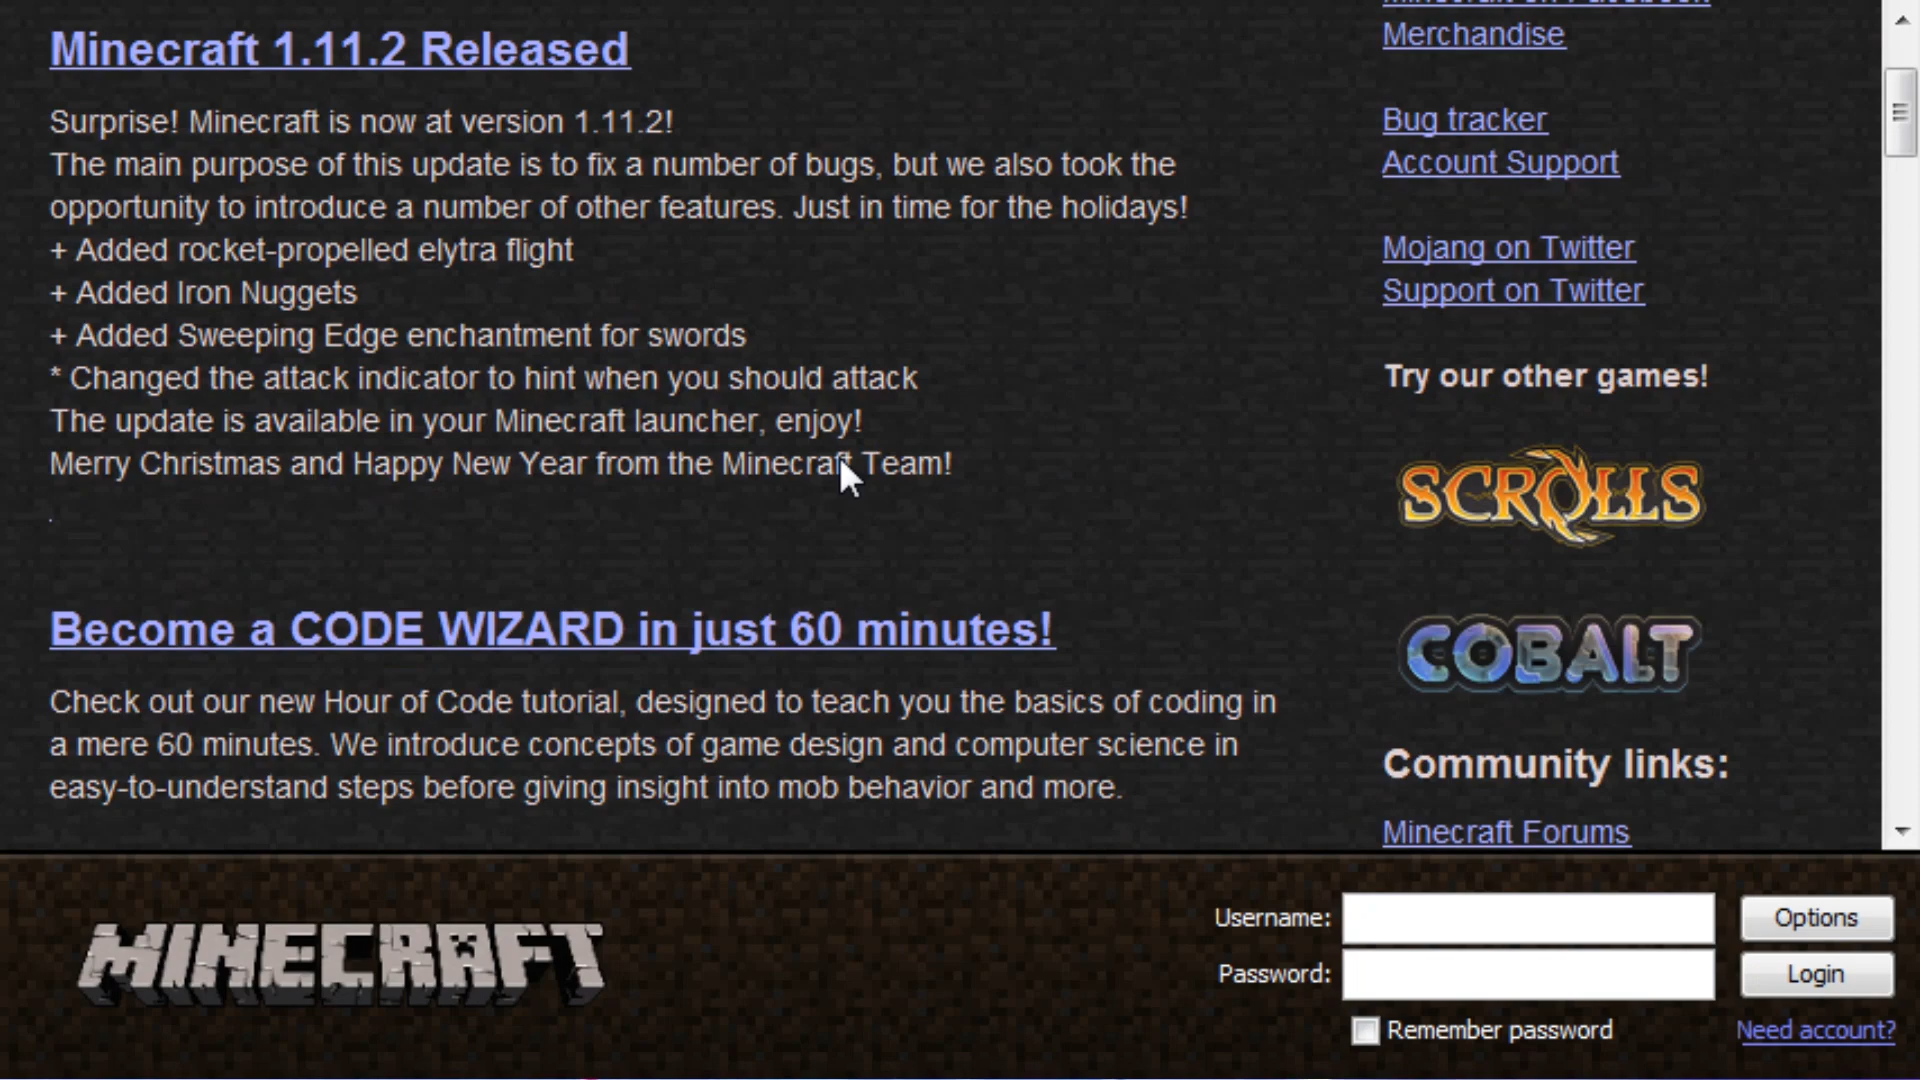 Minecraft 1.11.2 Released
Surprise! Minecraft is now at version 1.11.2!
The main purpose of this update is to fix a number of bugs, but we also took the
opportunity to introduce a number of other features. Just in time for the holidays!
+ Added rocket-propelled elytra flight
+ Added Iron Nuggets
+ Added Sweeping Edge enchantment for swords
* Changed the attack indicator to hint when you should attack
The update is available in your Minecraft launcher, enjoy!
Merry Christmas and Happy New Year from the Minecraft Team!
Become a CODE WIZARD in just 60 minutes!
Check out our new Hour of Code tutorial, designed to teach you the basics of coding in
a mere 60 minutes. We introduce concepts of game design and computer science in
easy-to-understand steps before giving insight into mob behavior and more.
Minecraft on Facebook
Merchandise
Bug tracker
Account Support
Mojang on Twitter
Support on Twitter
Try our other games!
SCROLLS
COBALT
Community links:
Minecraft Forums
MINECRAFT
Username:
Options
Password:
Login
Remember password
Need account?